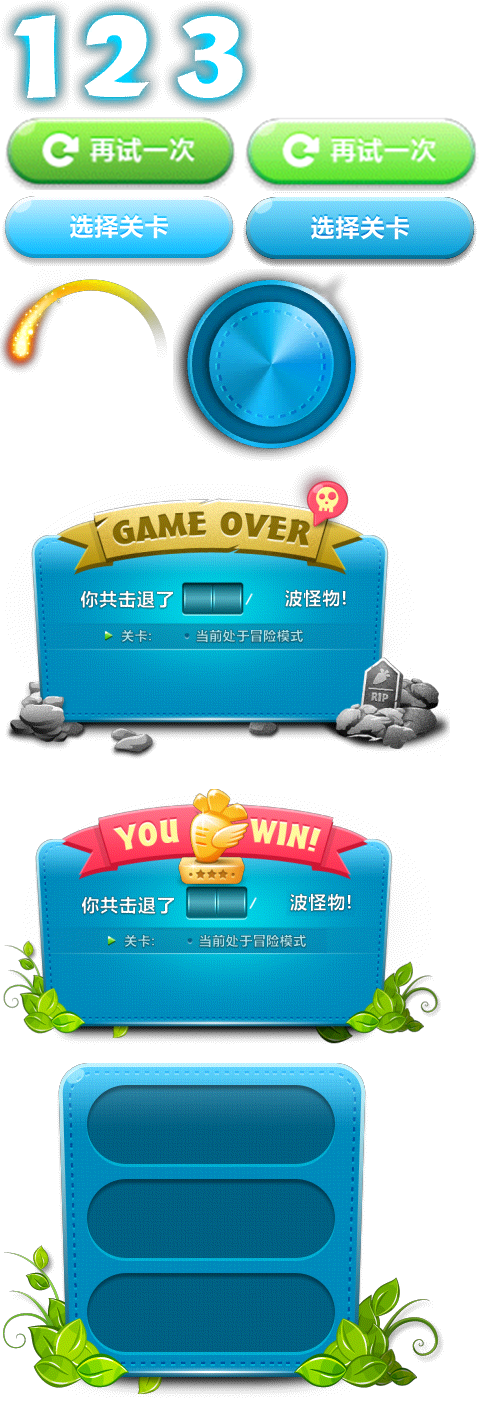 1 2 3
再试一次
再试一次
选择关卡
选择关卡
GAME OVER
你共击退了 / 波怪物!
关卡: 当前处于冒险模式
RIP
YOU WIN!
你共击退了 / 波怪物!
关卡: 当前处于冒险模式